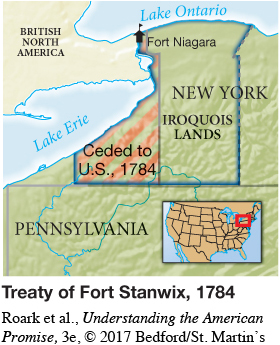 Lake Ontario
BRITISH
NORTH
AMERICA
Fort Niagara
NEW YORK
IROQUOIS
LANDS
Lake Erie
Ceded to
U.S., 1784
PENNSYLVANIA
Treaty of Fort Stanwix, 1784
Roark et al., Understanding the American
Promise, 3e, © 2017 Bedford/St. Martin's